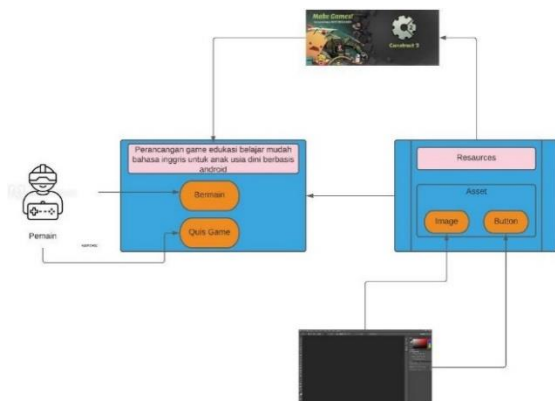 Make Games!
Construct 2
Perancangan game edukasi belajar mudah
bahasa inggris untuk anak usia dini berbasis
android
Bermain
Quis Game
Pemain
Resaurces
Asset
Image
Button